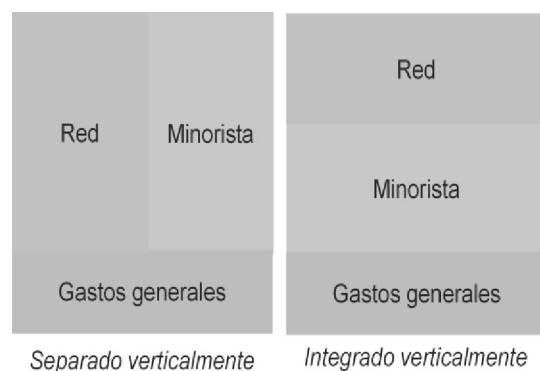 Red
Minorista
Gastos generales
Separado verticalmente
Red
Minorista
Gastos generales
Integrado verticalmente